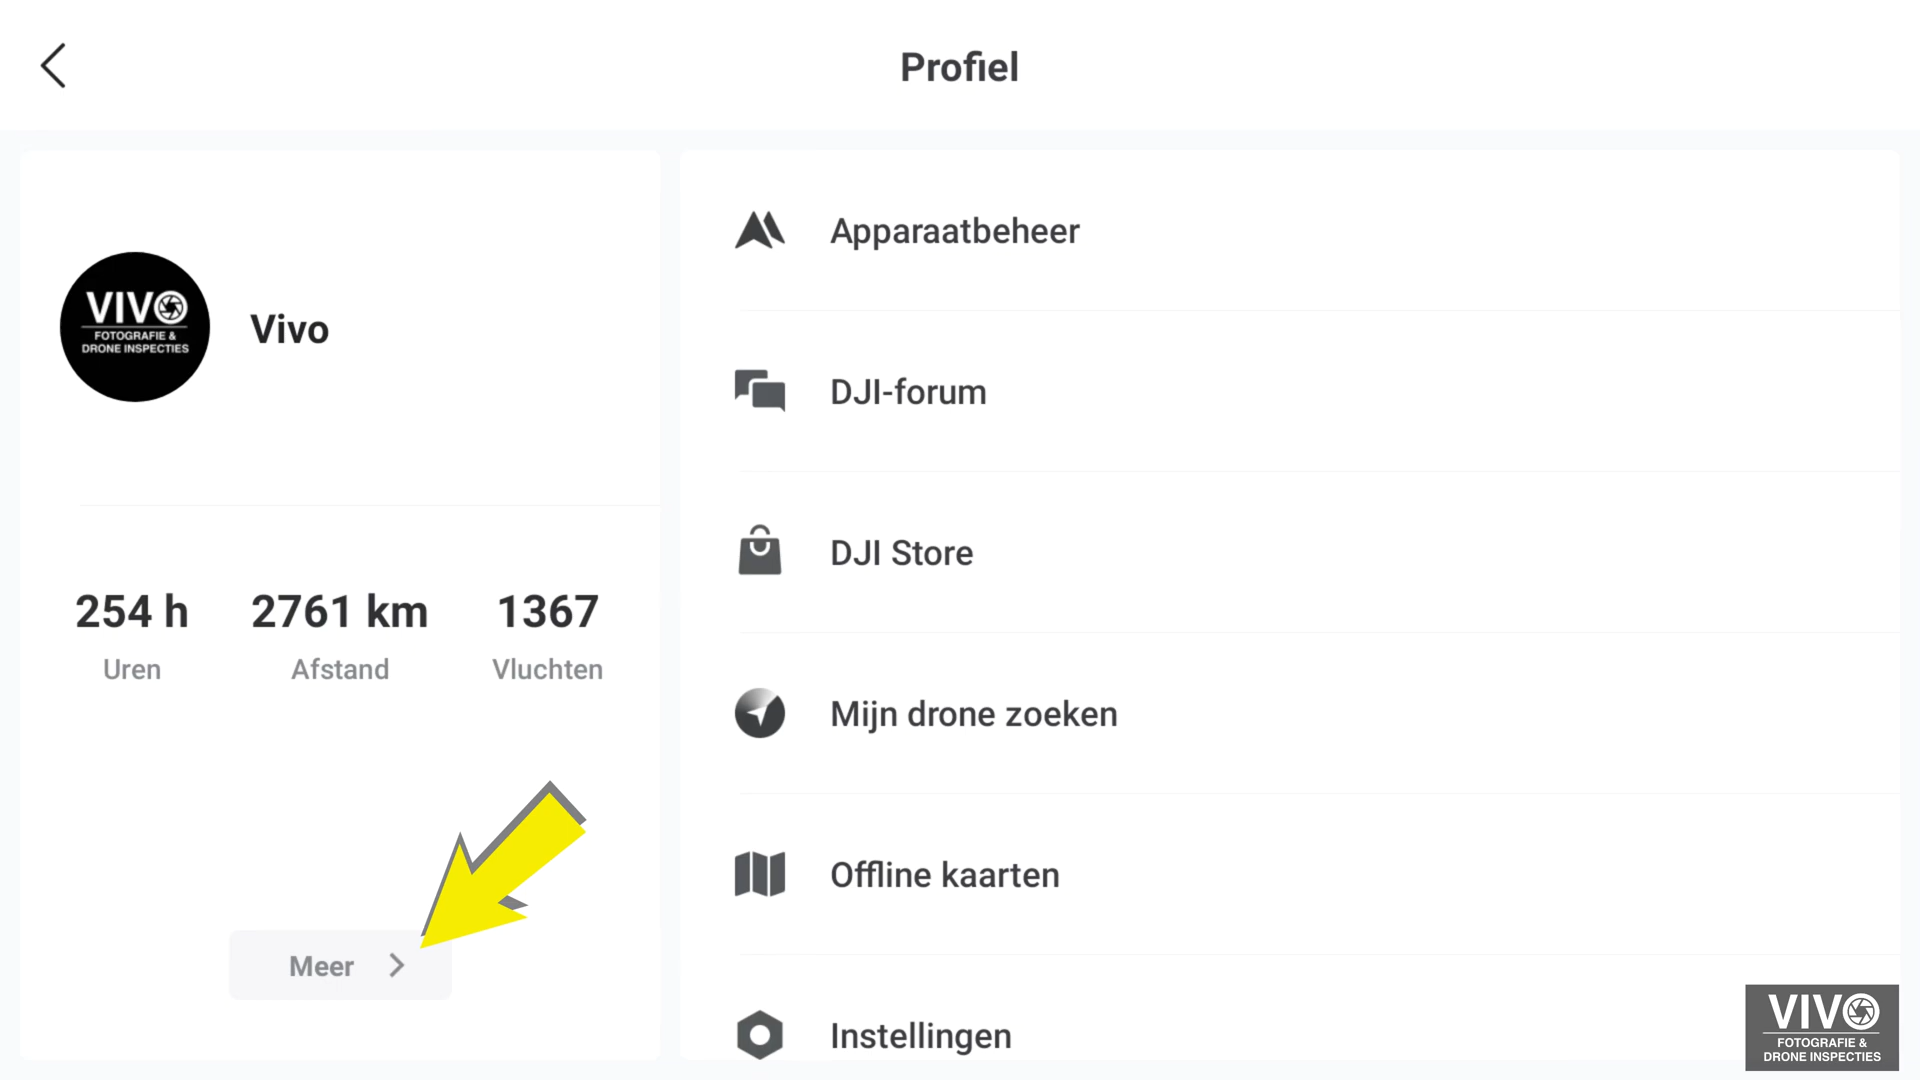 Profiel
VIVO
FOTOGRAFIE &
DRONE INSPECTIES
Vivo
254 h
2761 km
1367
Uren
Afstand
Vluchten
Meer
Apparaatbeheer
DJI-forum
DJI Store
Mijn drone zoeken
Offline kaarten
Instellingen
VIVO
FOTOGRAFIE &
DRONE INSPECTIES